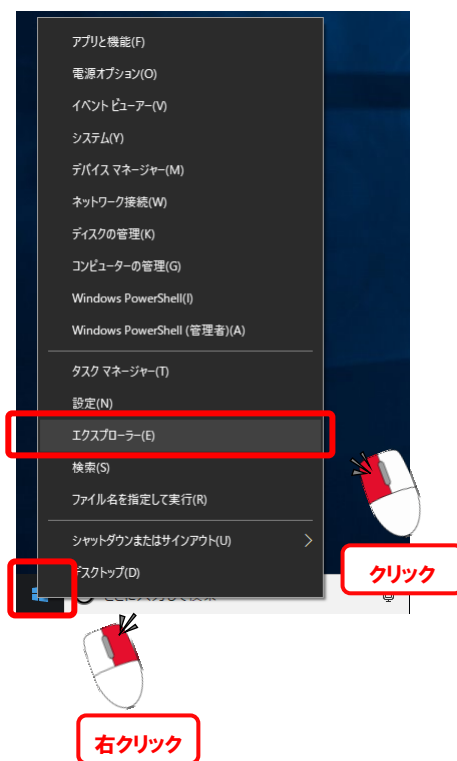 アプリと機能(F)
電源オプション(O)
イベント ビューアー(V)
システム(Y)
デバイス マネージャー(M)
ネットワーク接続(W)
ディスクの管理(K)
コンピューターの管理(G)
Windows PowerShell(I)
Windows PowerShell (管理者)(A)
タスク マネージャー(T)
設定(N)
エクスプローラー(E)
検索(S)
ファイル名を指定して実行(R)
シャットダウンまたはサインアウト(U)
デスクトップ(D)
クリック
右クリック